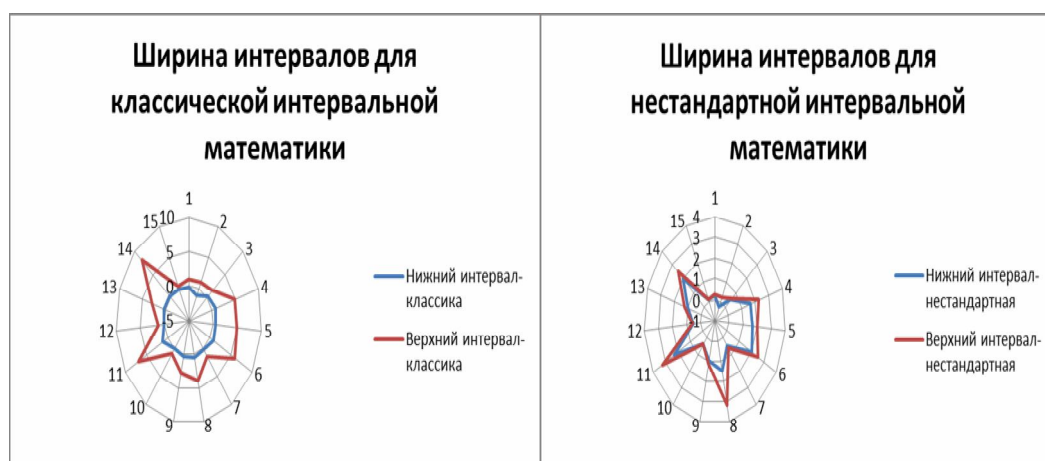 Ширина интервалов для
классической интервальной
математики
1
2
3
4
5
6
7
8
9
10
11
12
13
14
15
10
5
0
-5
Нижний интервал-
классика
Верхний интервал-
классика
Ширина интервалов для
нестандартной интервальной
математики
1
2
3
4
5
6
7
8
9
10
11
12
13
14
15
4
3
2
1
0
-1
Нижний интервал-
нестандартная
Верхний интервал-
нестандартная